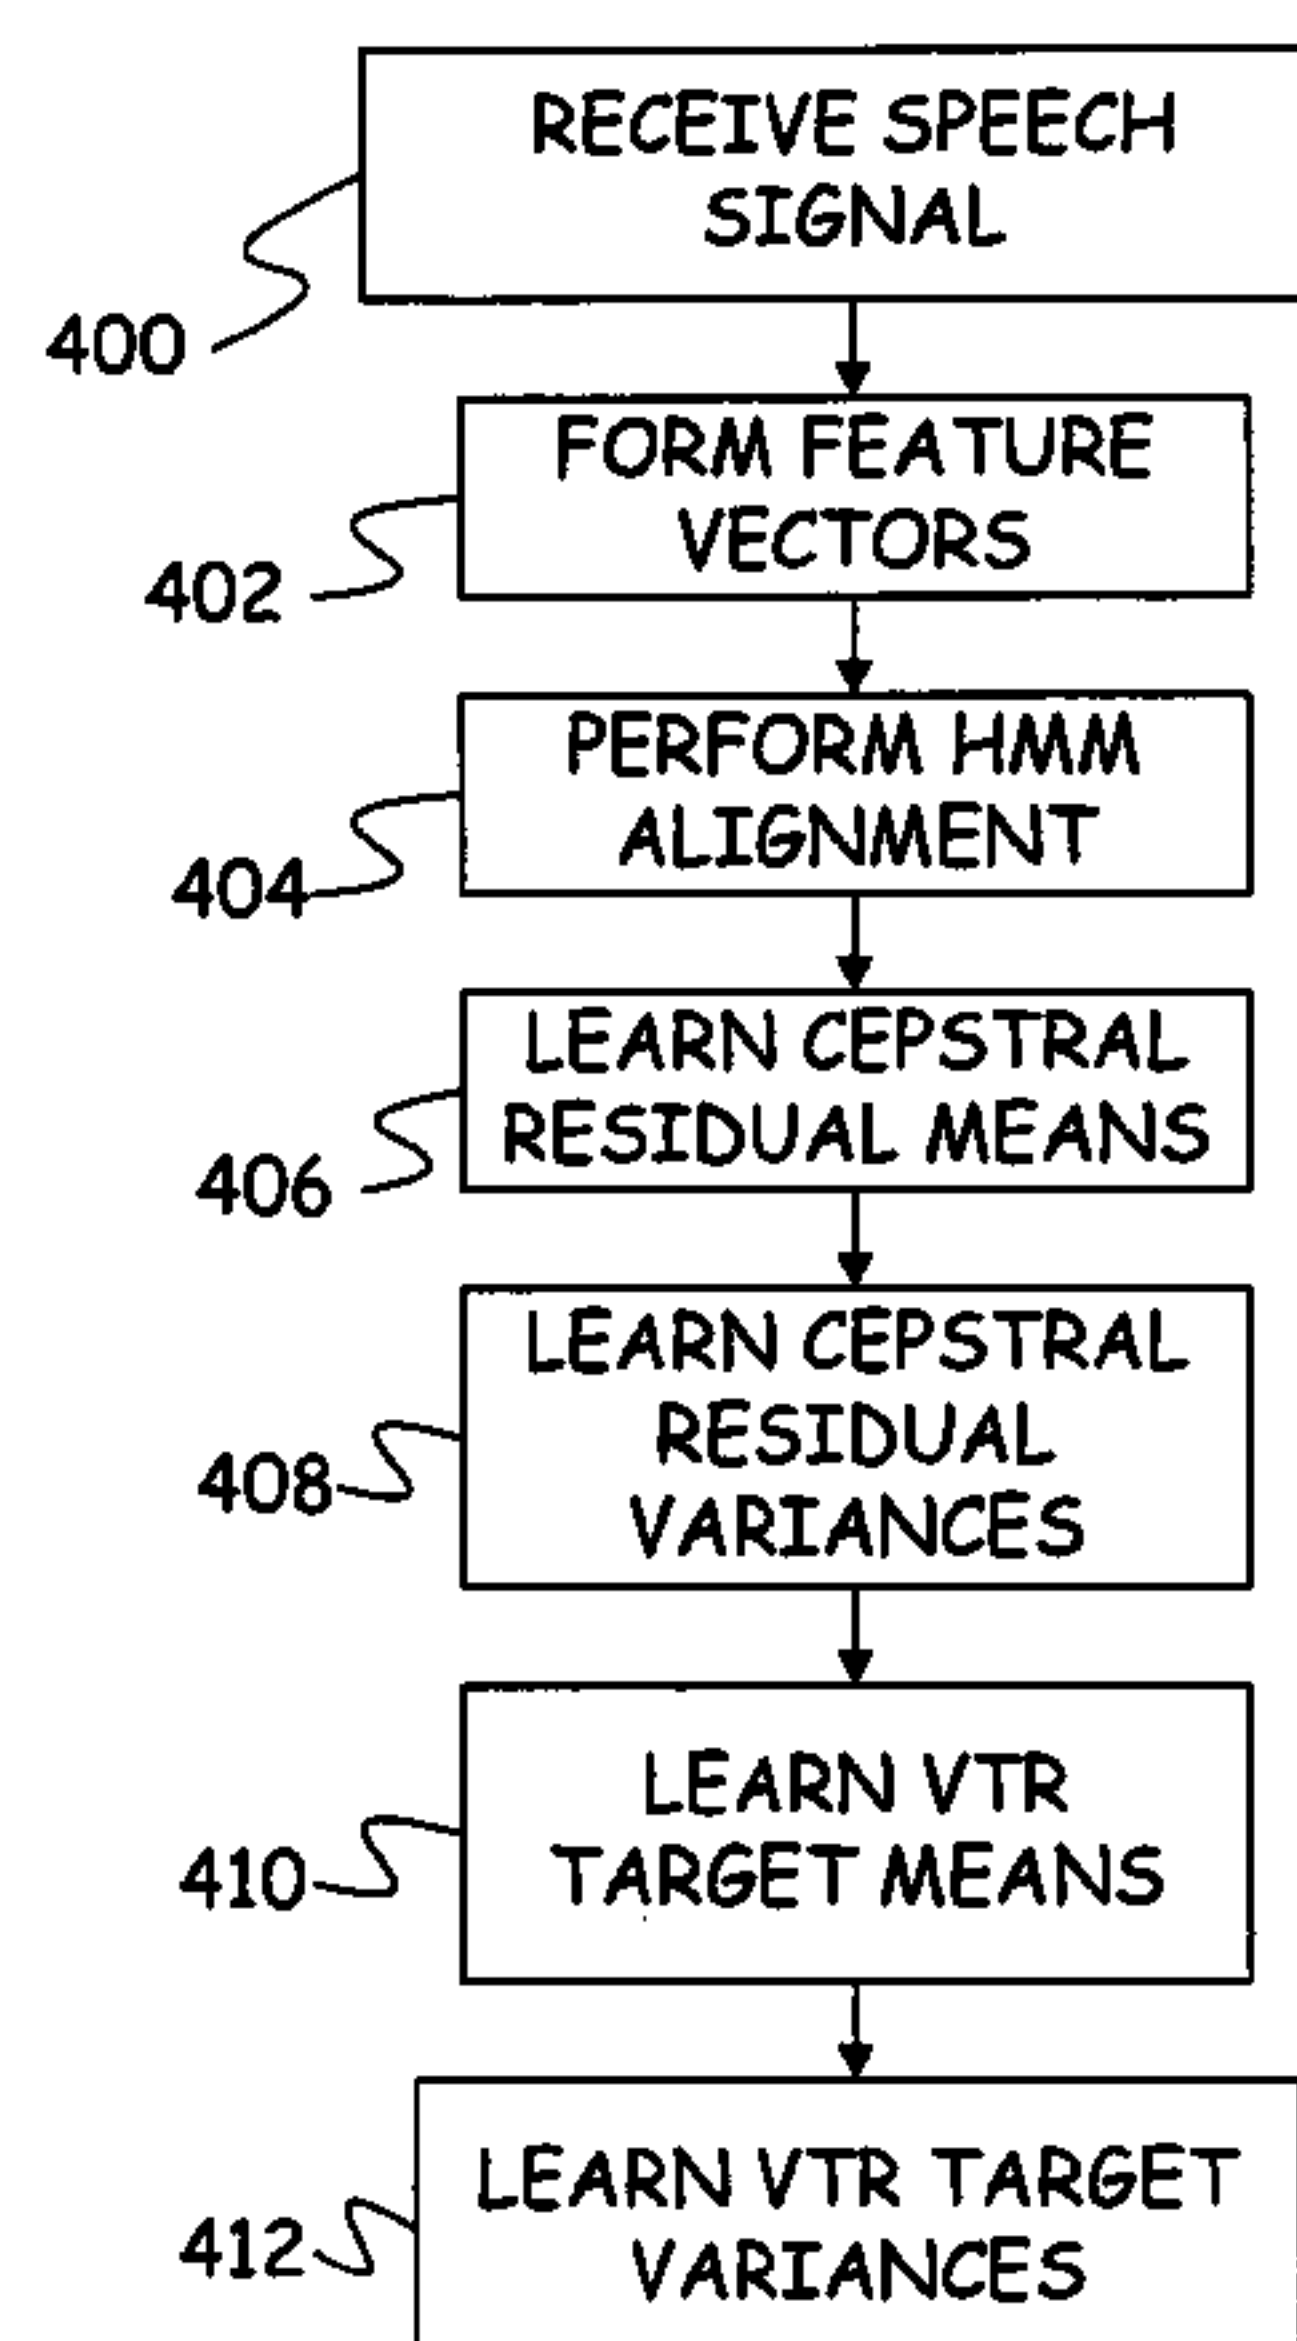 RECEIVE SPEECH
SIGNAL
400
FORM FEATURE
VECTORS
402
PERFORM HMM
ALIGNMENT
404
LEARN CEPSTRAL
RESIDUAL MEANS
406
LEARN CEPSTRAL
RESIDUAL
VARIANCES
408
LEARN VTR
TARGET MEANS
410
LEARN VTR TARGET
VARIANCES
412